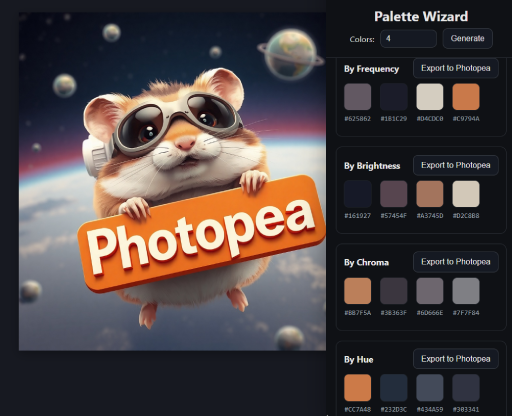 Palette Wizard
Colors: 4 Generate
By Frequency Export to Photopea
#625862 #1B1C29 #D4CDC0 #C9794A
By Brightness Export to Photopea
#161927 #57454F #A3745D #D2C8B8
By Chroma Export to Photopea
#BB7F5A #3B363F #6D666E #7F7F84
By Hue Export to Photopea
#CC7A48 #232D3C #434A59 #303341
Photopea